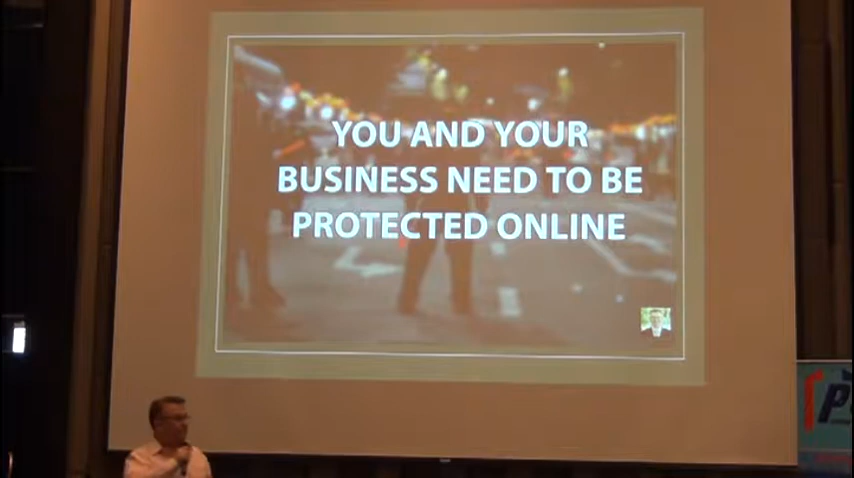 YOU AND YOUR
BUSINESS NEED TO BE
PROTECTED ONLINE